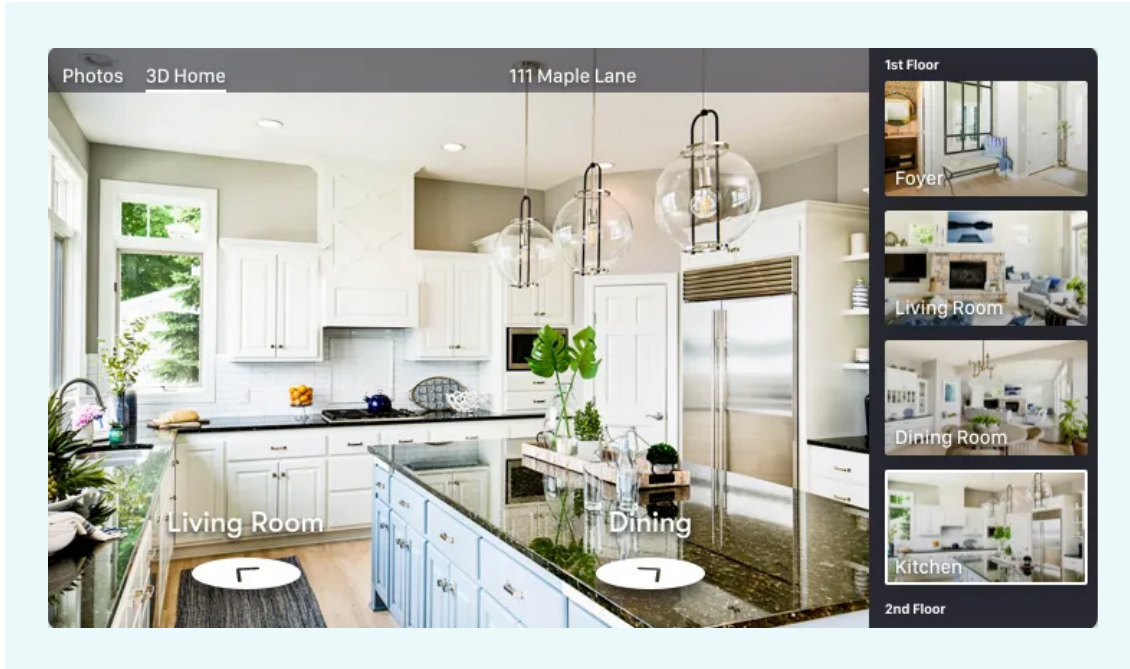 Photos
3D Home
111 Maple Lane
Living Room
Dining
1st Floor
Foyer
Living Room
Dining Room
Kitchen
2nd Floor